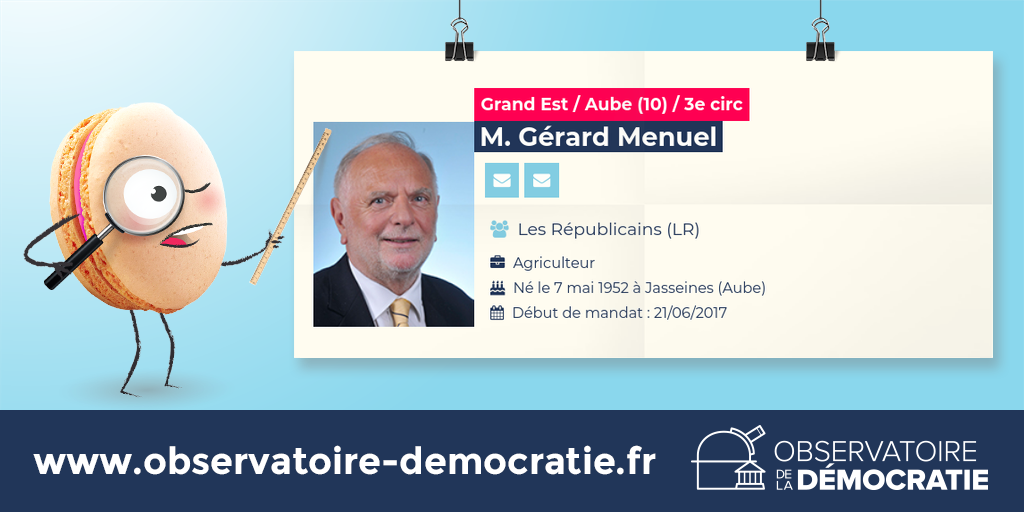 Grand Est / Aube (10) / 3e circ
M. Gérard Menuel
Les Républicains (LR)
Agriculteur
Né le 7 mai 1952 à Jasseines (Aube)
Début de mandat : 21/06/2017
www.observatoire-democratie.fr
OBSERVATOIRE
DE LA DÉMOCRATIE